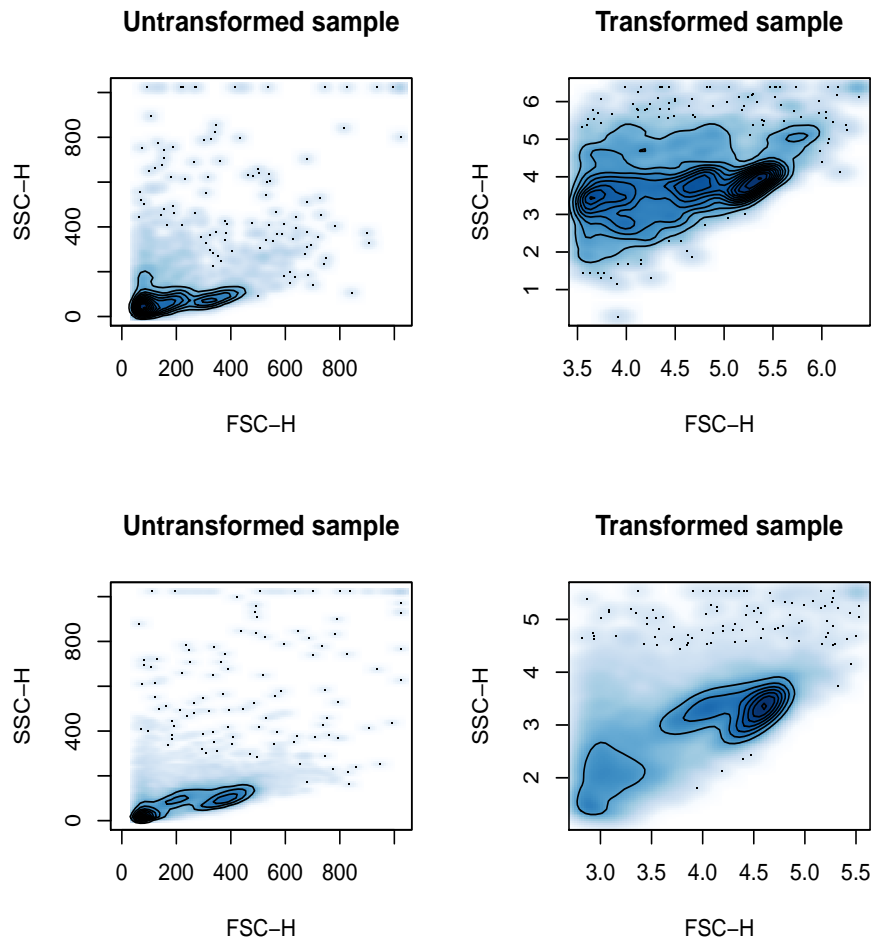 Untransformed sample
Transformed sample
SSC−H
0 400 800
0 200 400 600 800
FSC−H
SSC−H
1 2 3 4 5 6
3.5 4.0 4.5 5.0 5.5 6.0
FSC−H
Untransformed sample
Transformed sample
SSC−H
0 400 800
0 200 400 600 800
FSC−H
SSC−H
2 3 4 5
3.0 3.5 4.0 4.5 5.0 5.5
FSC−H